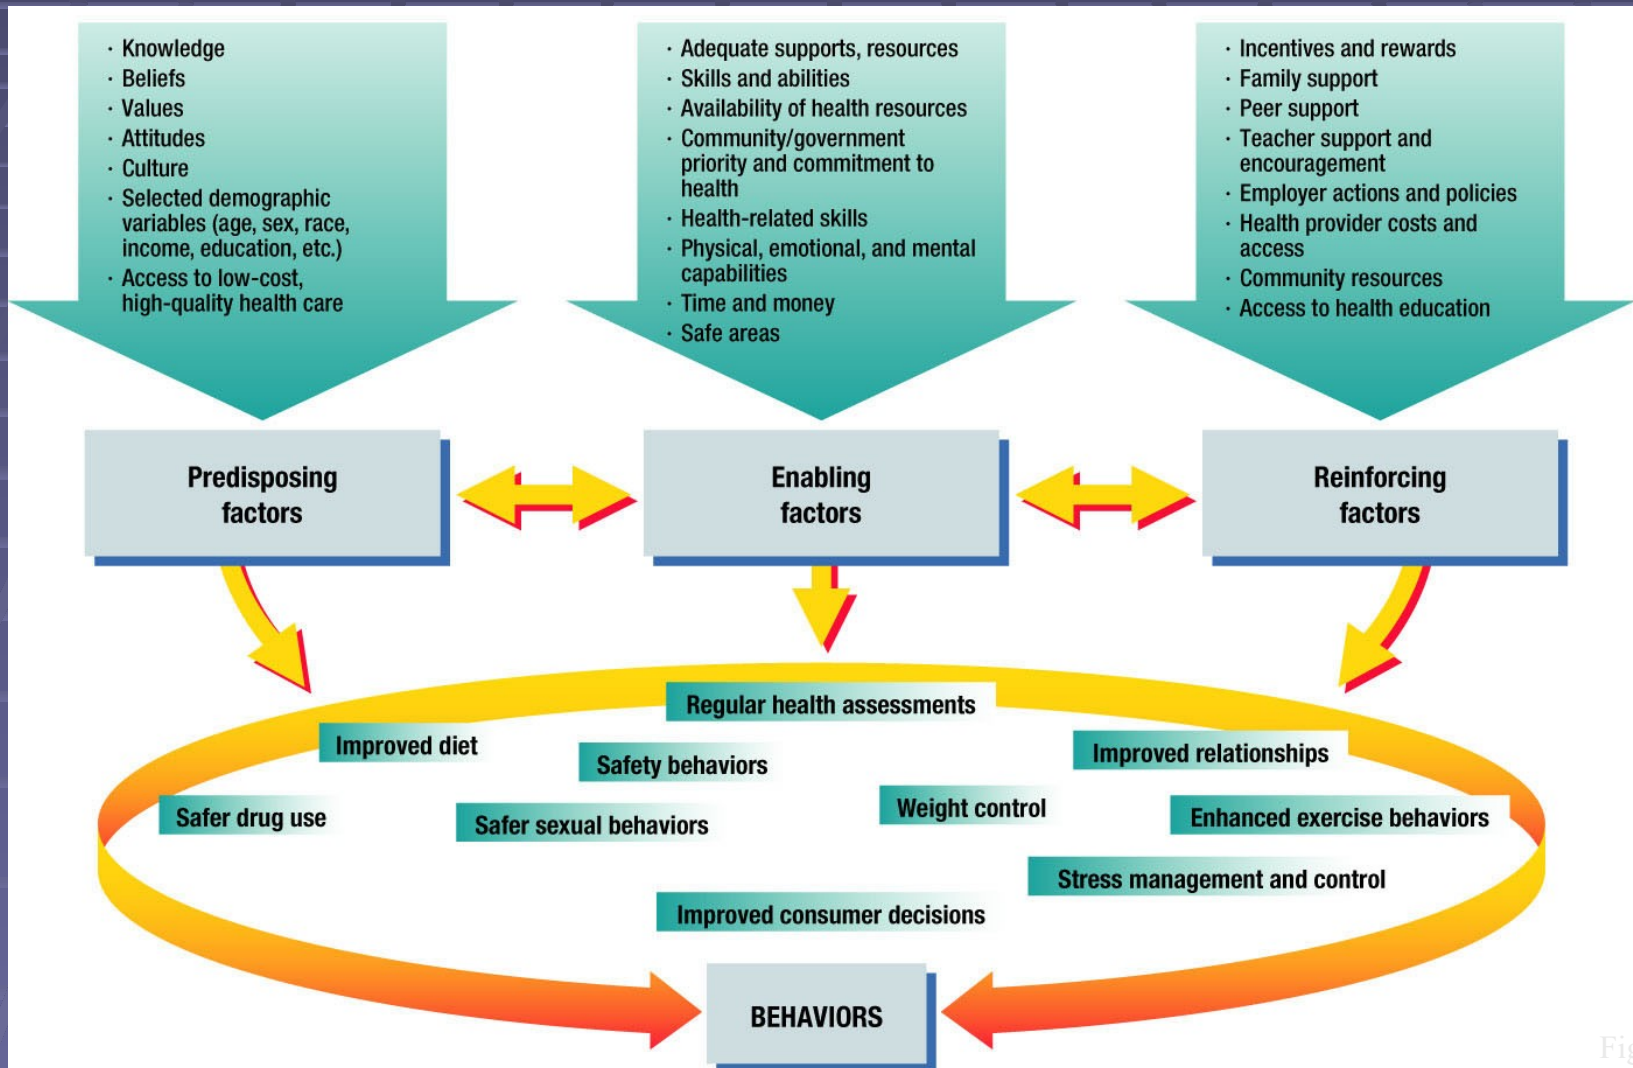 · Knowledge
· Beliefs
· Values
· Attitudes
· Culture
· Selected demographic
variables (age, sex, race,
income, education, etc.)
· Access to low-cost,
high-quality health care
· Adequate supports, resources
· Skills and abilities
· Availability of health resources
· Community/government
priority and commitment to
health
· Health-related skills
· Physical, emotional, and mental
capabilities
· Time and money
· Safe areas
· Incentives and rewards
· Family support
· Peer support
· Teacher support and
encouragement
· Employer actions and policies
· Health provider costs and
access
· Community resources
· Access to health education
Predisposing
factors
Enabling
factors
Reinforcing
factors
Regular health assessments
Improved diet
Safety behaviors
Improved relationships
Safer drug use
Safer sexual behaviors
Weight control
Enhanced exercise behaviors
Stress management and control
Improved consumer decisions
BEHAVIORS
Fig